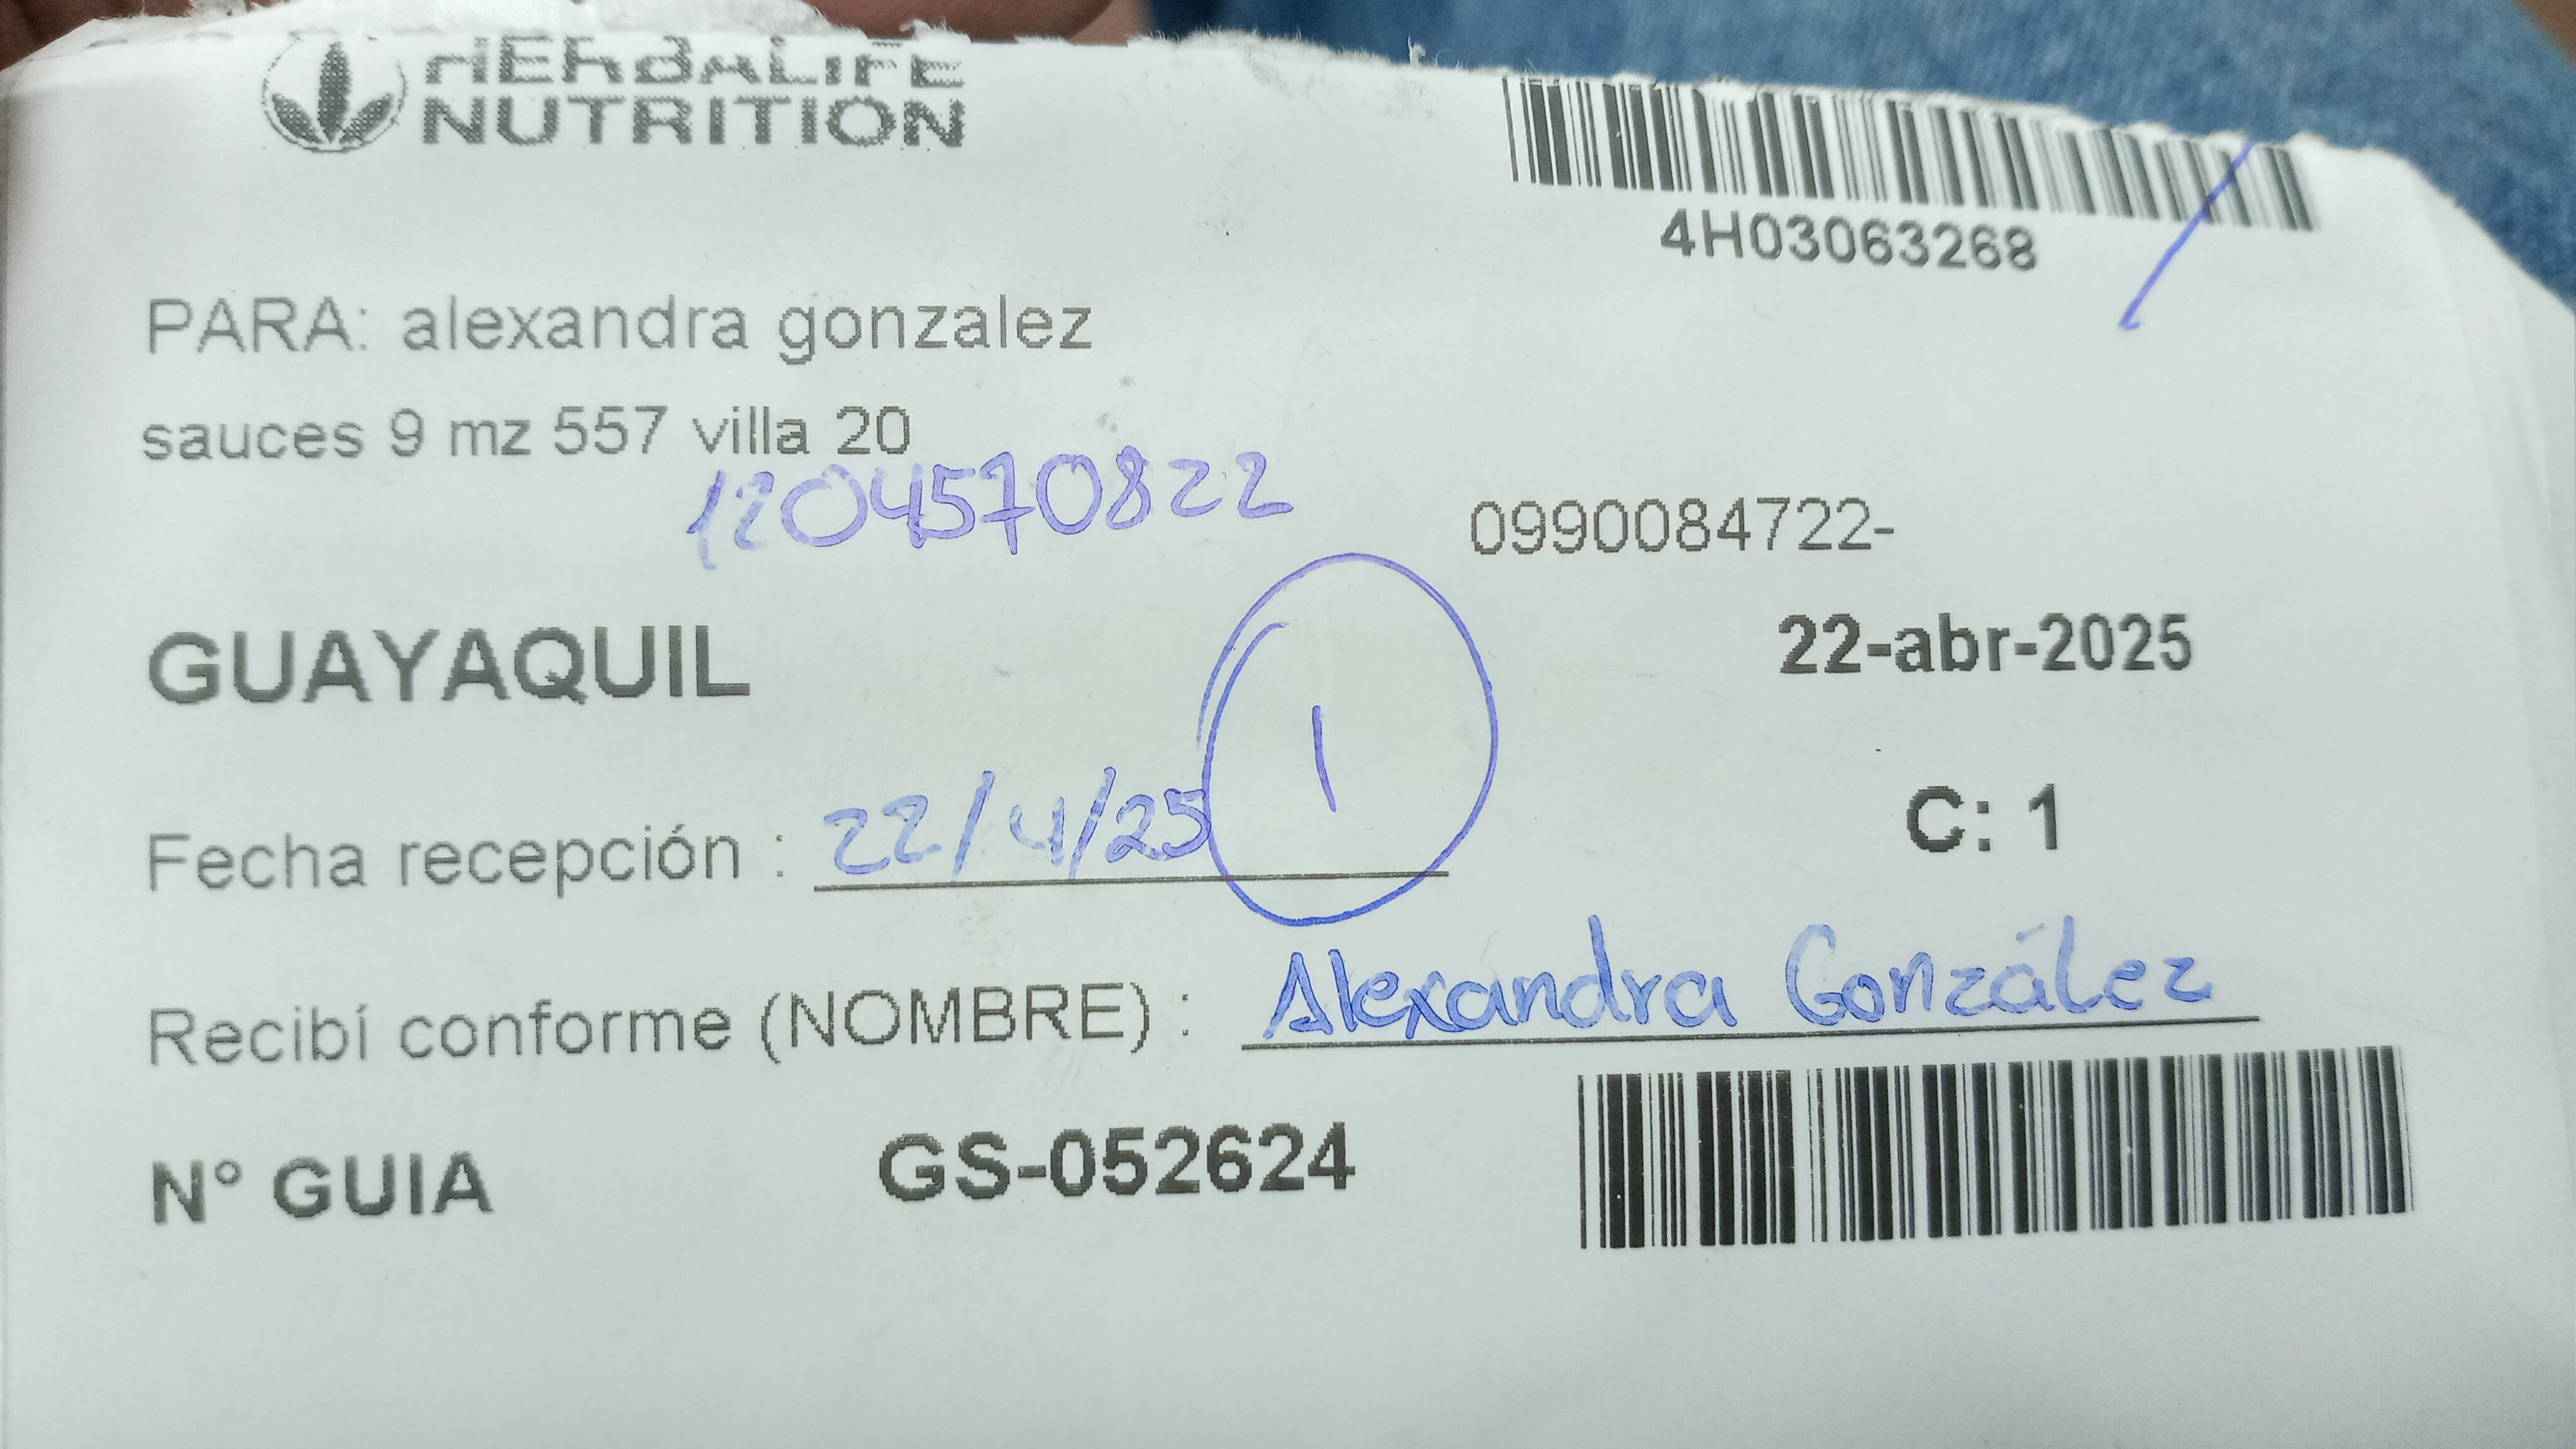 HERBALIFE
NUTRITION
4H03063268
PARA: alexandra gonzalez
sauces 9 mz 557 villa 20
1204570822
0990084722-
GUAYAQUIL
22-abr-2025
1
Fecha recepción : 22/4/25
C: 1
Recibí conforme (NOMBRE) : Alexandra González
N° GUIA GS-052624